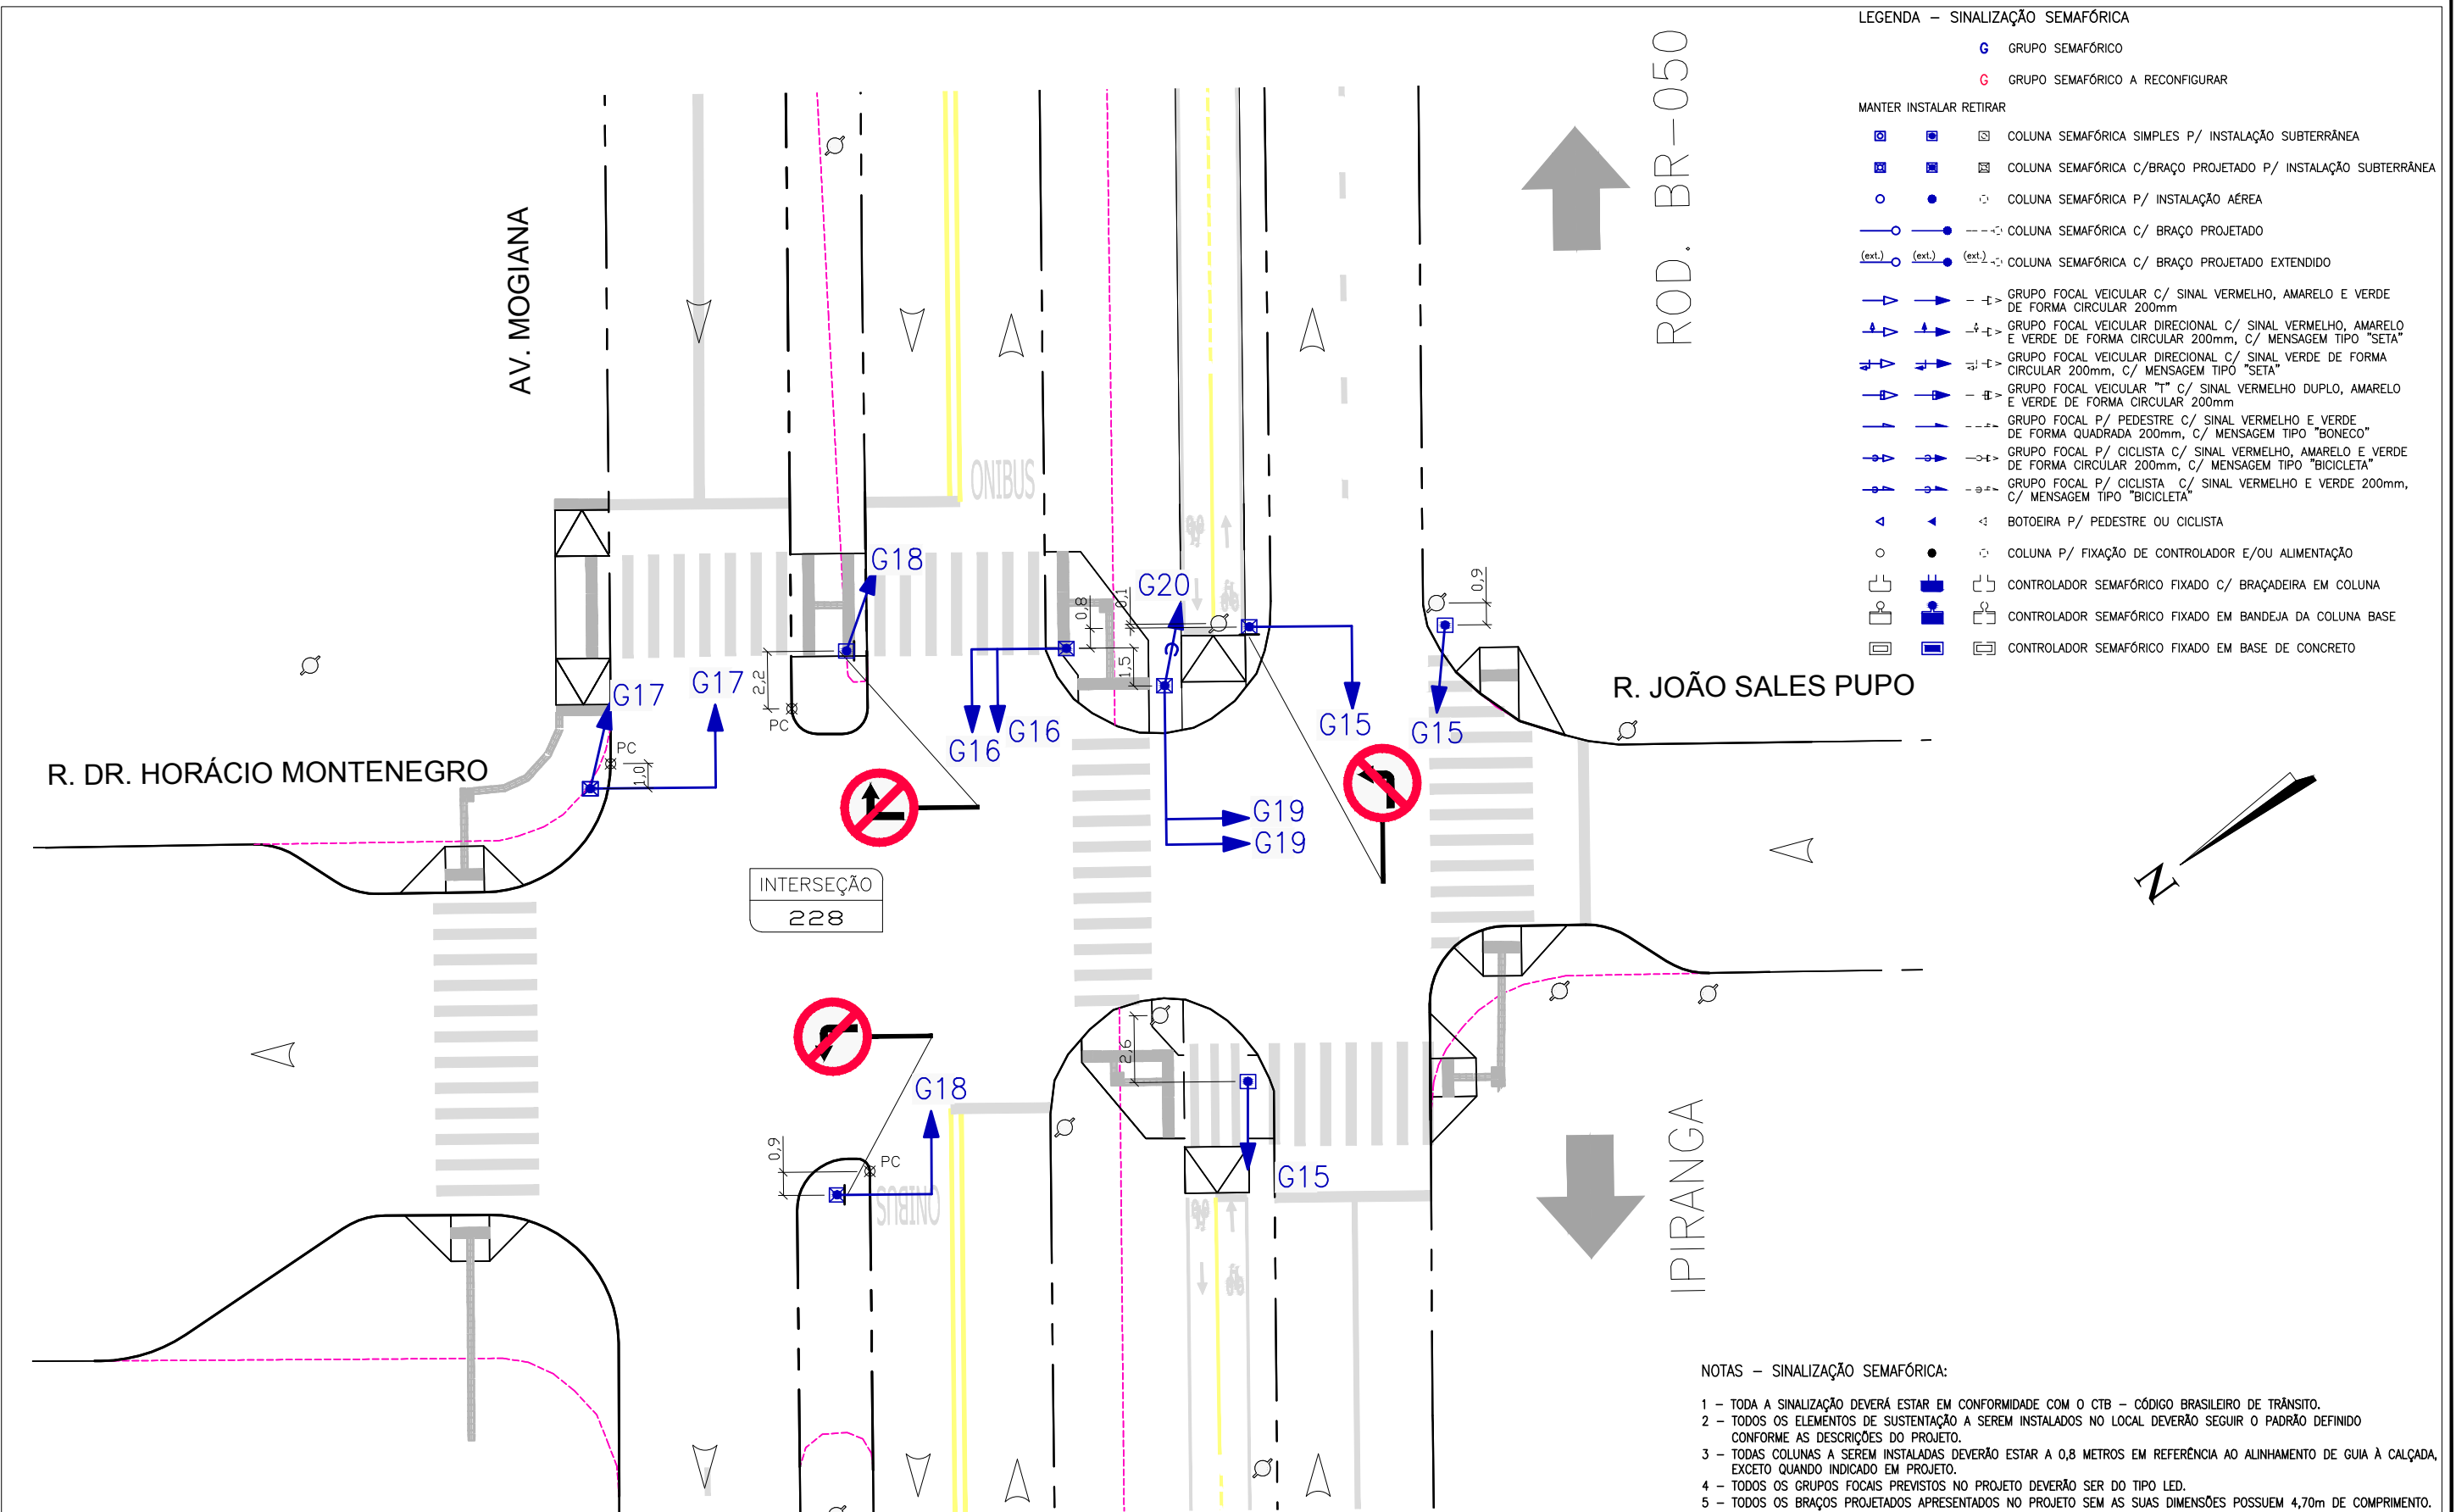 LEGENDA – SINALIZAÇÃO SEMAFÓRICA
G GRUPO SEMAFÓRICO
G GRUPO SEMAFÓRICO A RECONFIGURAR
MANTER INSTALAR RETIRAR
COLUNA SEMAFÓRICA SIMPLES P/ INSTALAÇÃO SUBTERRÂNEA
COLUNA SEMAFÓRICA C/BRAÇO PROJETADO P/ INSTALAÇÃO SUBTERRÂNEA
COLUNA SEMAFÓRICA P/ INSTALAÇÃO AÉREA
COLUNA SEMAFÓRICA C/ BRAÇO PROJETADO
(ext.) (ext.) (ext.) COLUNA SEMAFÓRICA C/ BRAÇO PROJETADO EXTENDIDO
GRUPO FOCAL VEICULAR C/ SINAL VERMELHO, AMARELO E VERDE
DE FORMA CIRCULAR 200mm
GRUPO FOCAL VEICULAR DIRECIONAL C/ SINAL VERMELHO, AMARELO
E VERDE DE FORMA CIRCULAR 200mm, C/ MENSAGEM TIPO "SETA"
GRUPO FOCAL VEICULAR DIRECIONAL C/ SINAL VERDE DE FORMA
CIRCULAR 200mm, C/ MENSAGEM TIPO "SETA"
GRUPO FOCAL VEICULAR "T" C/ SINAL VERMELHO DUPLO, AMARELO
E VERDE DE FORMA CIRCULAR 200mm
GRUPO FOCAL P/ PEDESTRE C/ SINAL VERMELHO E VERDE
DE FORMA QUADRADA 200mm, C/ MENSAGEM TIPO "BONECO"
GRUPO FOCAL P/ CICLISTA C/ SINAL VERMELHO, AMARELO E VERDE
DE FORMA CIRCULAR 200mm, C/ MENSAGEM TIPO "BICICLETA"
GRUPO FOCAL P/ CICLISTA C/ SINAL VERMELHO E VERDE 200mm,
C/ MENSAGEM TIPO "BICICLETA"
BOTOEIRA P/ PEDESTRE OU CICLISTA
COLUNA P/ FIXAÇÃO DE CONTROLADOR E/OU ALIMENTAÇÃO
CONTROLADOR SEMAFÓRICO FIXADO C/ BRAÇADEIRA EM COLUNA
CONTROLADOR SEMAFÓRICO FIXADO EM BANDEJA DA COLUNA BASE
CONTROLADOR SEMAFÓRICO FIXADO EM BASE DE CONCRETO
ROD. BR–050
AV. MOGIANA
ONIBUS
G18
G20
0,8
0,1
0,9
1,5
2,2
G17
G17
PC
PC
1,0
G16
G16
G15
G15
R. JOÃO SALES PUPO
R. DR. HORÁCIO MONTENEGRO
G19
G19
INTERSEÇÃO
228
N
2,6
G18
0,9
PC
ONIBUS
G15
IPIRANGA
NOTAS – SINALIZAÇÃO SEMAFÓRICA:
1 – TODA A SINALIZAÇÃO DEVERÁ ESTAR EM CONFORMIDADE COM O CTB – CÓDIGO BRASILEIRO DE TRÂNSITO.
2 – TODOS OS ELEMENTOS DE SUSTENTAÇÃO A SEREM INSTALADOS NO LOCAL DEVERÃO SEGUIR O PADRÃO DEFINIDO
CONFORME AS DESCRIÇÕES DO PROJETO.
3 – TODAS COLUNAS A SEREM INSTALADAS DEVERÃO ESTAR A 0,8 METROS EM REFERÊNCIA AO ALINHAMENTO DE GUIA À CALÇADA,
EXCETO QUANDO INDICADO EM PROJETO.
4 – TODOS OS GRUPOS FOCAIS PREVISTOS NO PROJETO DEVERÃO SER DO TIPO LED.
5 – TODOS OS BRAÇOS PROJETADOS APRESENTADOS NO PROJETO SEM AS SUAS DIMENSÕES POSSUEM 4,70m DE COMPRIMENTO.